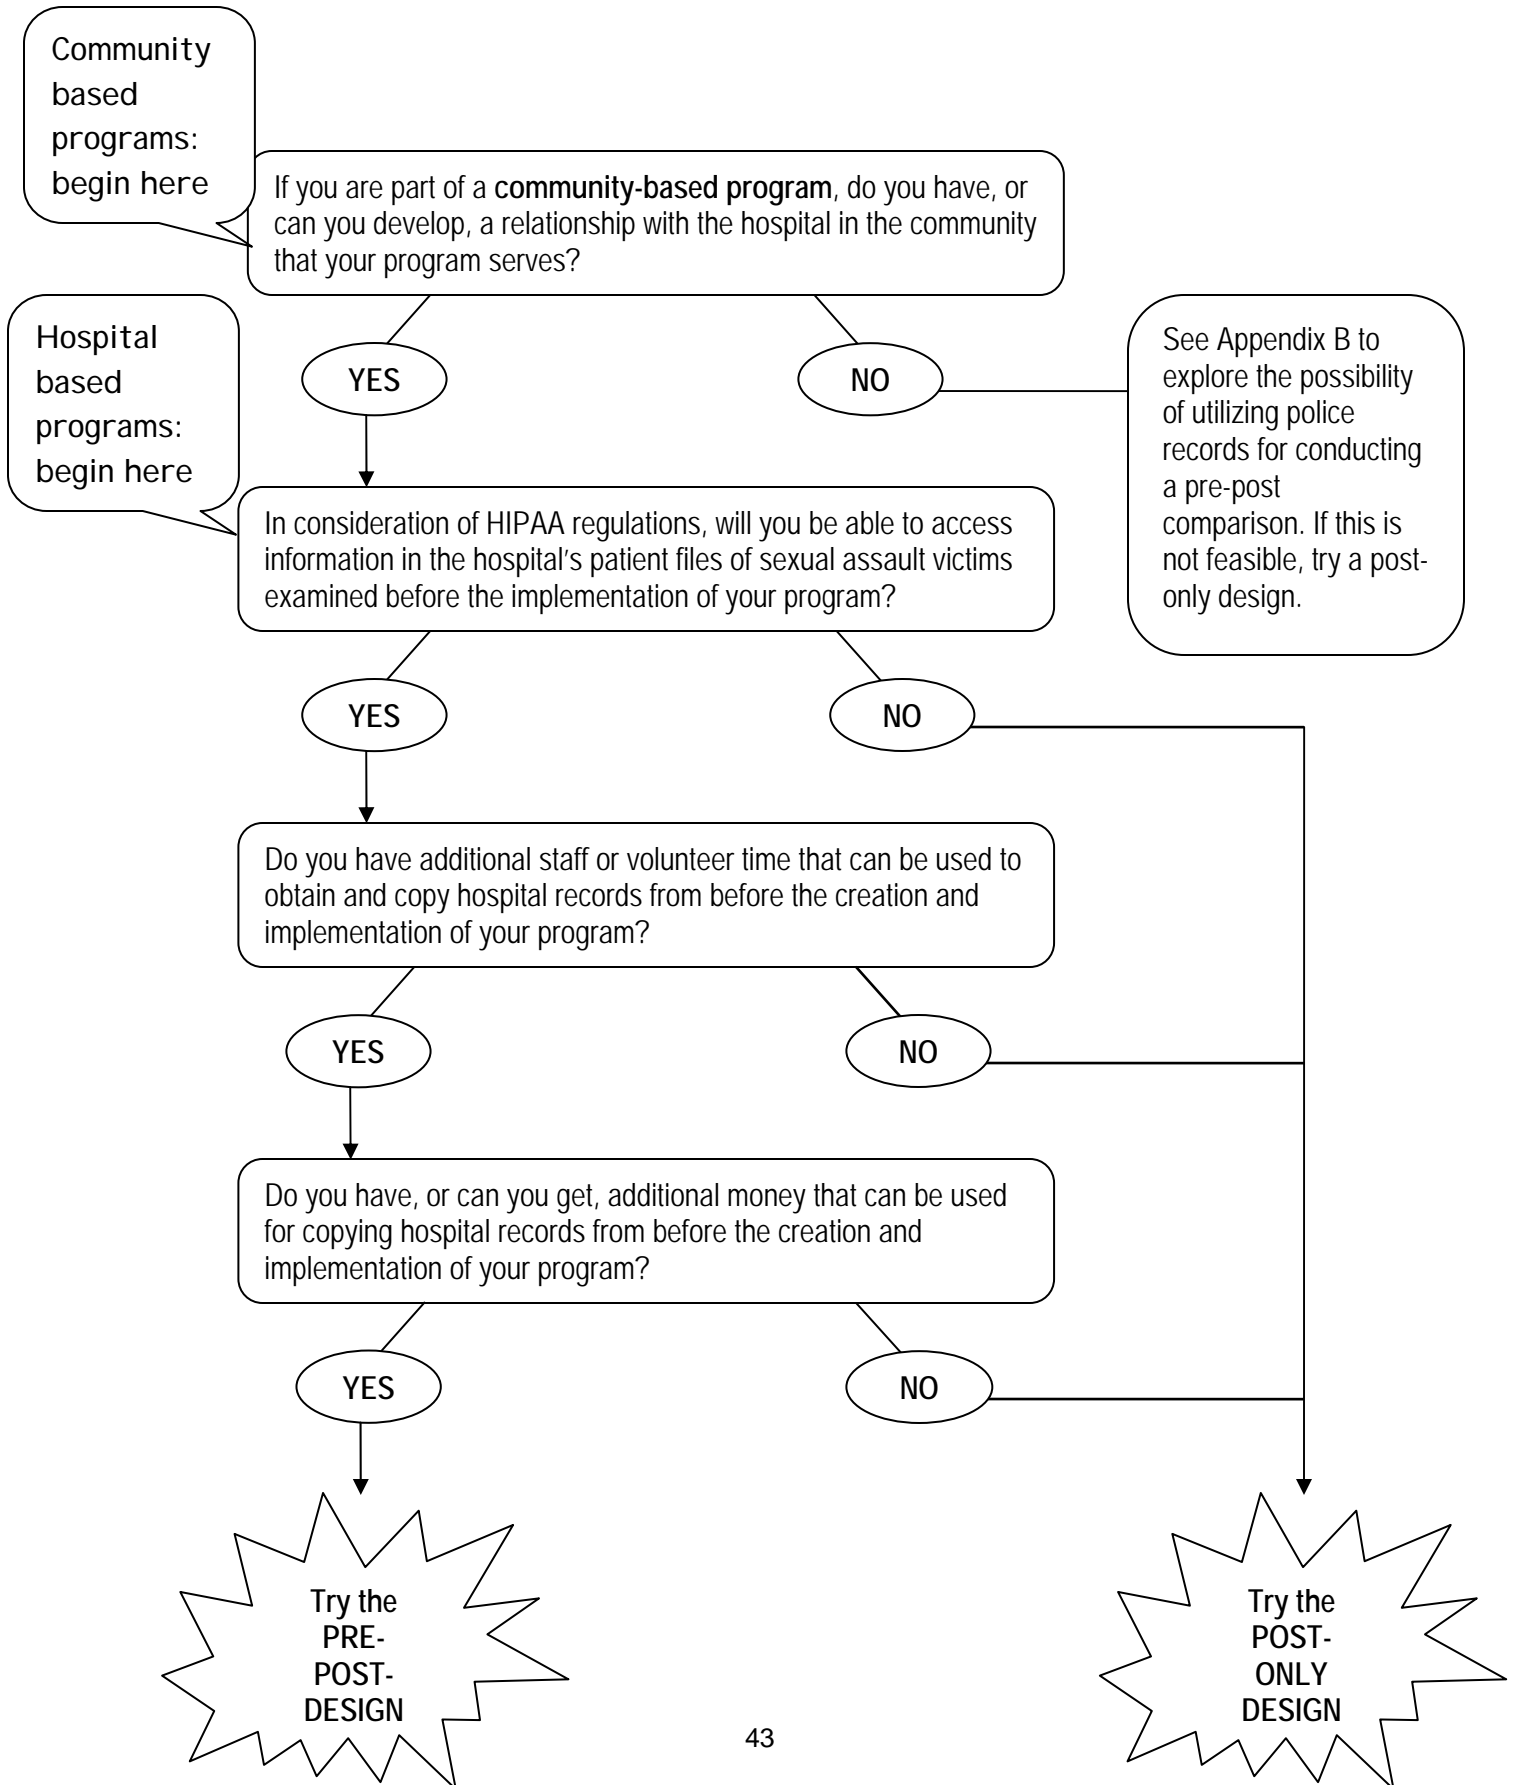 Community
based
programs:
begin here
If you are part of a community-based program, do you have, or
can you develop, a relationship with the hospital in the community
that your program serves?
YES
NO
See Appendix B to
explore the possibility
of utilizing police
records for conducting
a pre-post
comparison. If this is
not feasible, try a post-
only design.
Hospital
based
programs:
begin here
In consideration of HIPAA regulations, will you be able to access
information in the hospital's patient files of sexual assault victims
examined before the implementation of your program?
YES
NO
Do you have additional staff or volunteer time that can be used to
obtain and copy hospital records from before the creation and
implementation of your program?
YES
NO
Do you have, or can you get, additional money that can be used
for copying hospital records from before the creation and
implementation of your program?
YES
NO
Try the
PRE-
POST-
DESIGN
Try the
POST-
ONLY
DESIGN
43